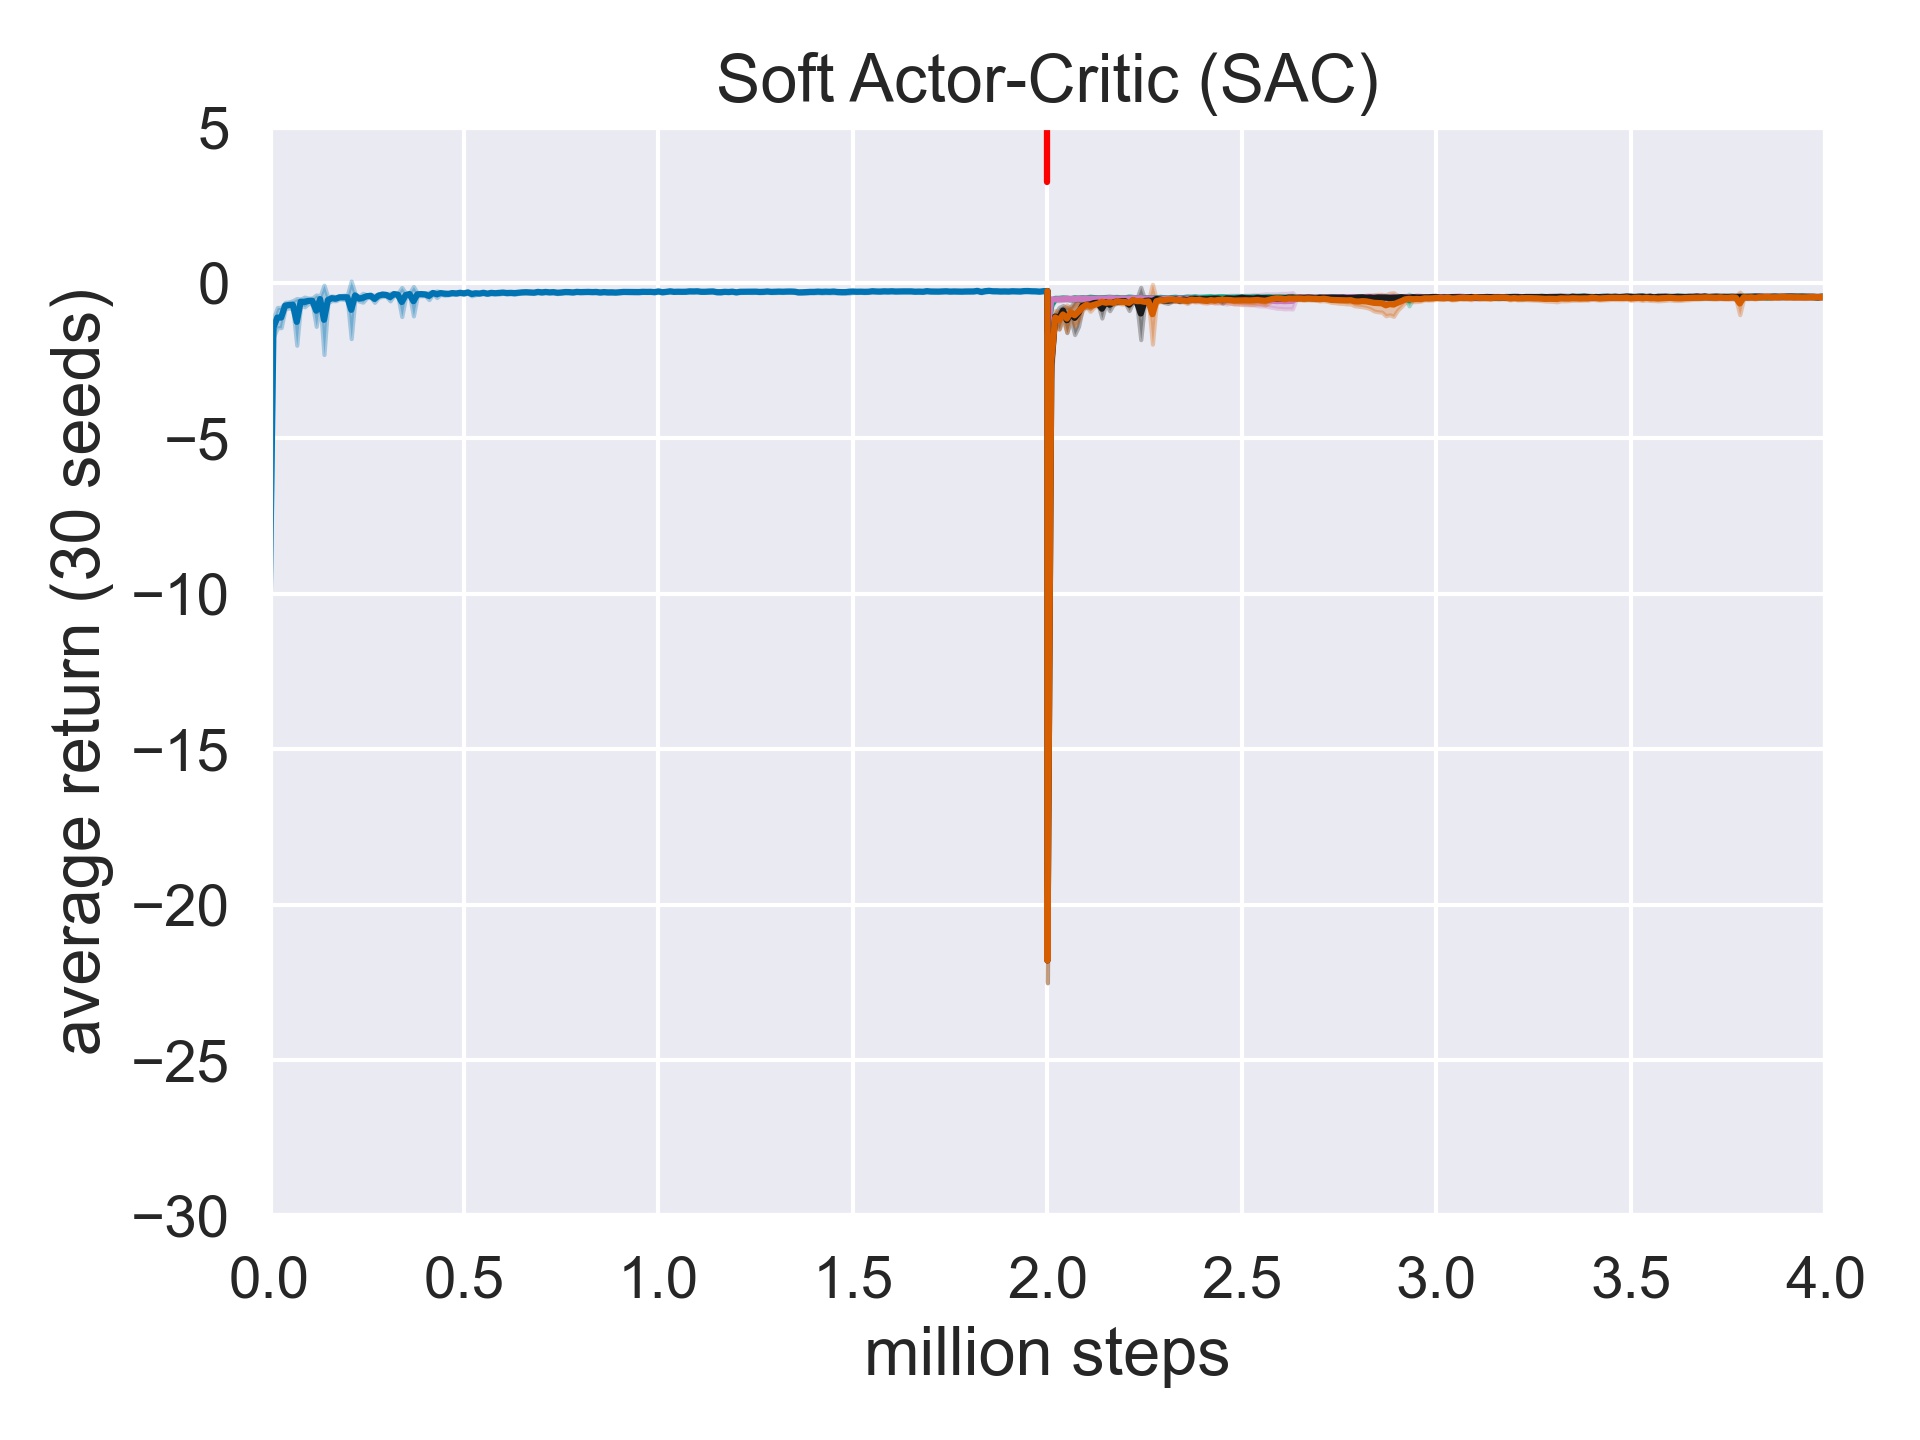 Soft Actor-Critic (SAC)
5
0
−5
−10
−15
−20
−25
−30
average return (30 seeds)
0.0 0.5 1.0 1.5 2.0 2.5 3.0 3.5 4.0
million steps